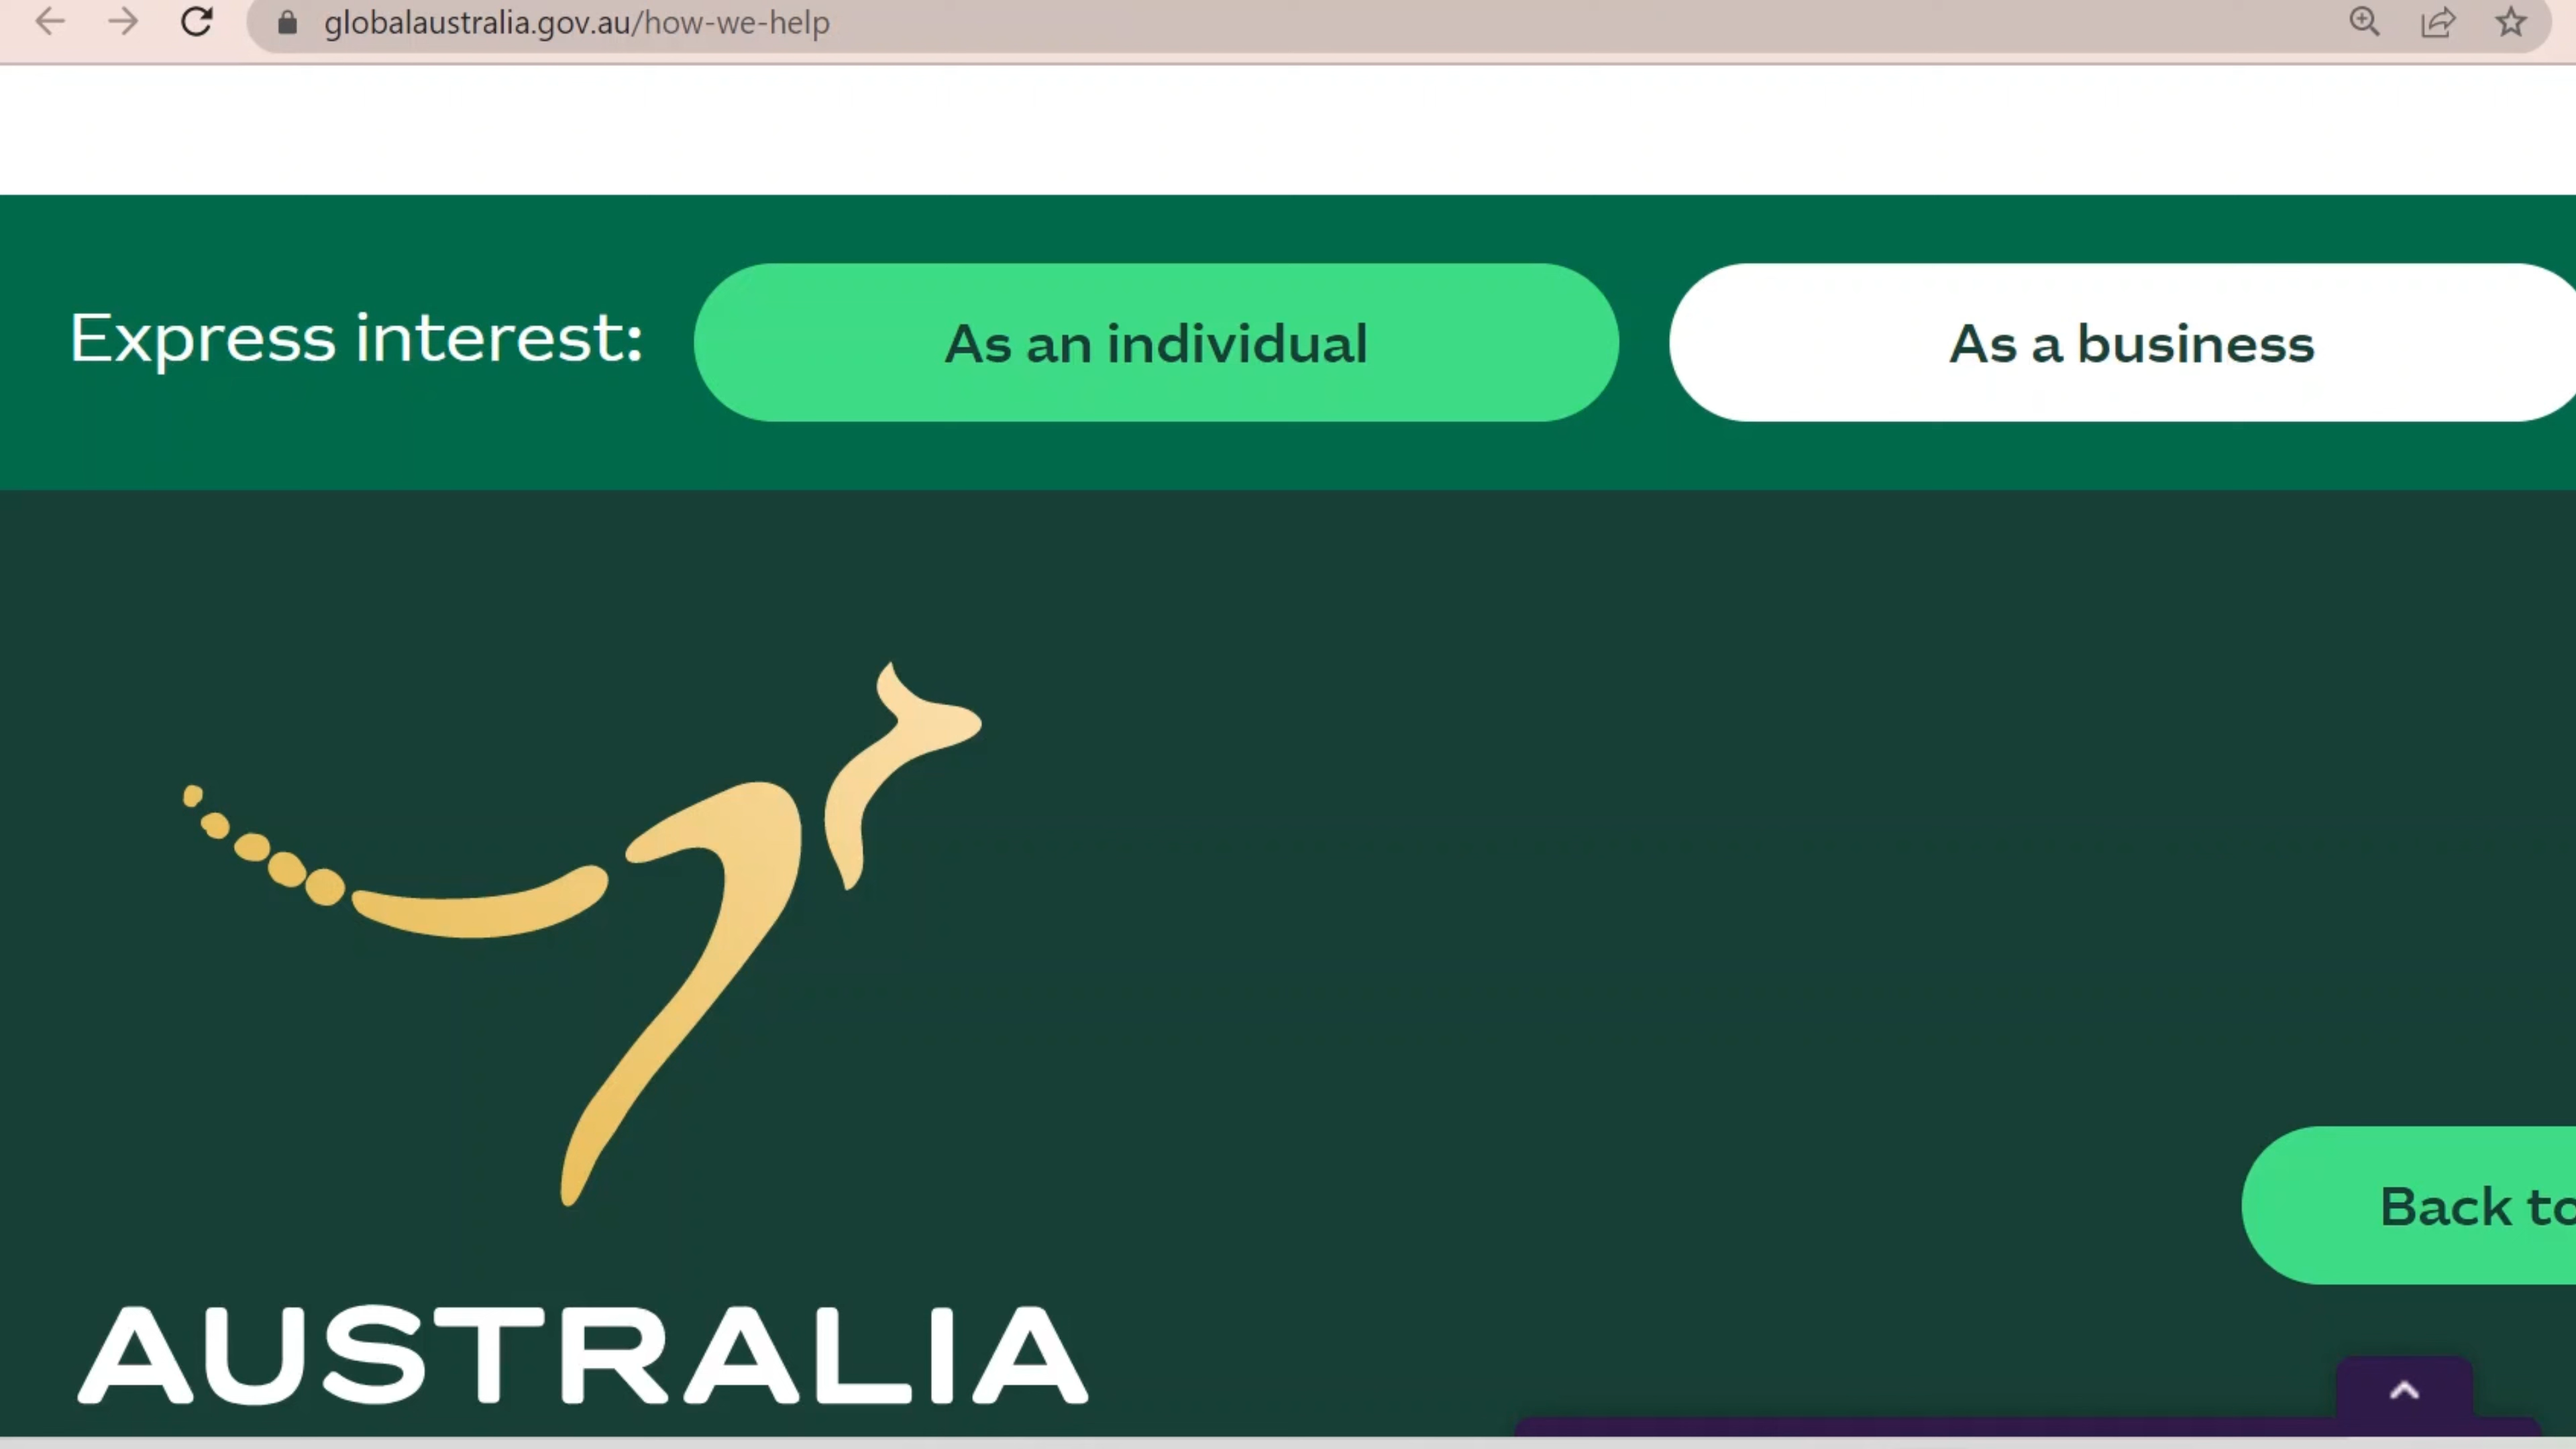 globalaustralia.gov.au/how-we-help
Express interest:
As an individual
As a business
Back to
AUSTRALIA